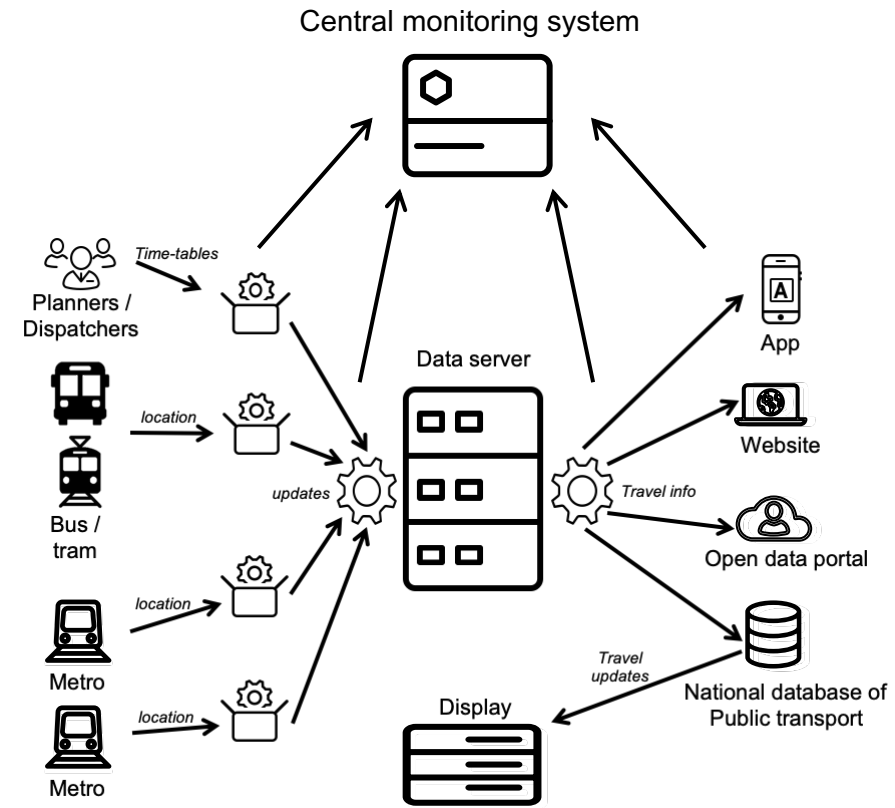 Central monitoring system
Time-tables
Planners /
Dispatchers
A
App
Data server
location
Website
updates
Travel info
Bus /
tram
Open data portal
location
Metro
Travel
updates
National database of
Public transport
location
Display
Metro